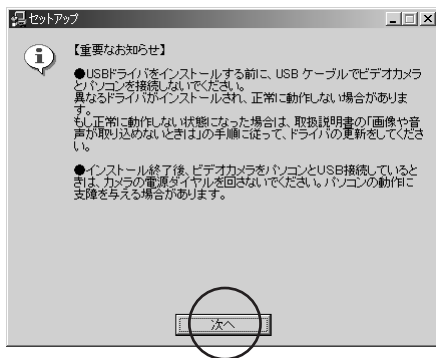 セットアップ
【重要なお知らせ】
●USBドライバをインストールする前に、USB ケーブルでビデオカメラ
とパソコンを接続しないでください。
異なるドライバがインストールされ、正常に動作しない場合がありま
す。
もし正常に動作しない状態になった場合は、取扱説明書の「画像や音
声が取り込めないときは」の手順に従って、ドライバの更新をしてくださ
い。
●インストール終了後、ビデオカメラをパソコンとUSB接続していると
きは、カメラの電源ダイヤルを回さないでください。パソコンの動作に
支障を与える場合があります。
次へ